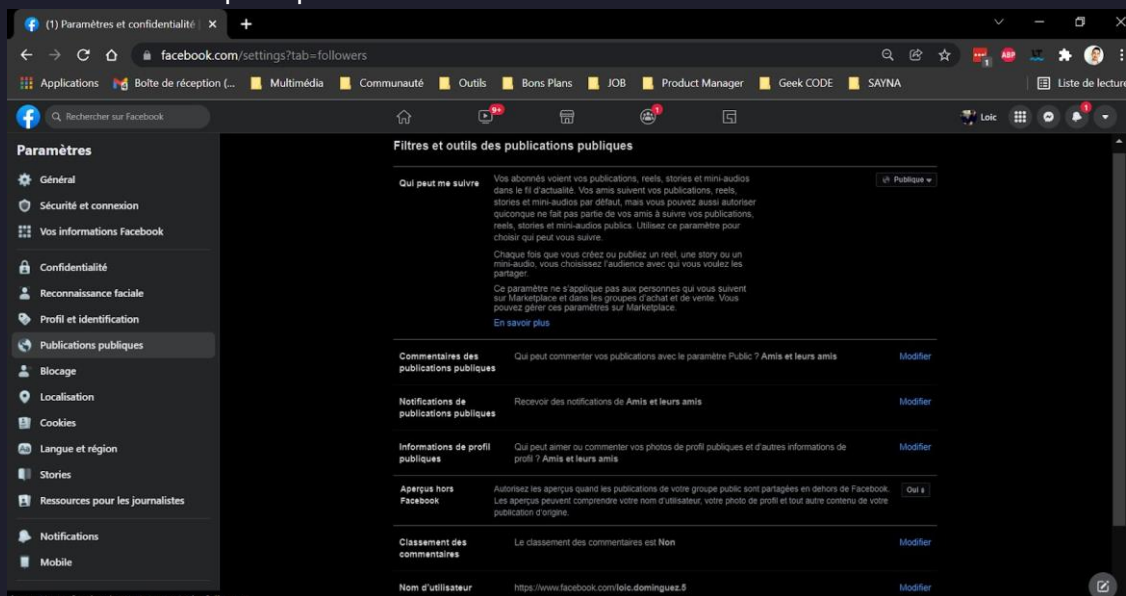 (1) Paramètres et confidentialité |
facebook.com/settings?tab=followers
ABP
1
Applications Boîte de réception (... Multimédia Communauté Outils Bons Plans JOB Product Manager Geek CODE SAYNA Liste de lecture
Rechercher sur Facebook 9+ 1 Loic 1
Paramètres
Général
Sécurité et connexion
Vos informations Facebook
Confidentialité
Reconnaissance faciale
Profil et identification
Publications publiques
Blocage
Localisation
Cookies
Langue et région
Stories
Ressources pour les journalistes
Notifications
Mobile
Filtres et outils des publications publiques
Qui peut me suivre
Vos abonnés voient vos publications, reels, stories et mini-audios
dans le fil d'actualité. Vos amis suivent vos publications, reels,
stories et mini-audios par défaut, mais vous pouvez aussi autoriser
quiconque ne fait pas partie de vos amis à suivre vos publications,
reels, stories et mini-audios publics. Utilisez ce paramètre pour
choisir qui peut vous suivre.
Publique
Chaque fois que vous créez ou publiez un reel, une story ou un
mini-audio, vous choisissez l'audience avec qui vous voulez les
partager.
Ce paramètre ne s'applique pas aux personnes qui vous suivent
sur Marketplace et dans les groupes d'achat et de vente. Vous
pouvez gérer ces paramètres sur Marketplace.
En savoir plus
Commentaires des
publications publiques
Qui peut commenter vos publications avec le paramètre Public ? Amis et leurs amis
Modifier
Notifications de
publications publiques
Recevoir des notifications de Amis et leurs amis
Modifier
Informations de profil
publiques
Qui peut aimer ou commenter vos photos de profil publiques et d'autres informations de
profil ? Amis et leurs amis
Modifier
Aperçus hors
Facebook
Autorisez les aperçus quand les publications de votre groupe public sont partagées en dehors de Facebook.
Les aperçus peuvent comprendre votre nom d'utilisateur, votre photo de profil et tout autre contenu de votre
publication d'origine.
Oui
Classement des
commentaires
Le classement des commentaires est Non
Modifier
Nom d'utilisateur
https://www.facebook.com/loic.dominguez.5
Modifier